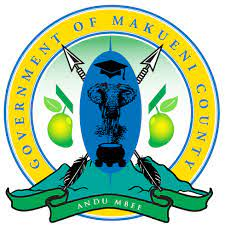 GOVERNMENT OF MAKUENI COUNTY
ANDU MBEE